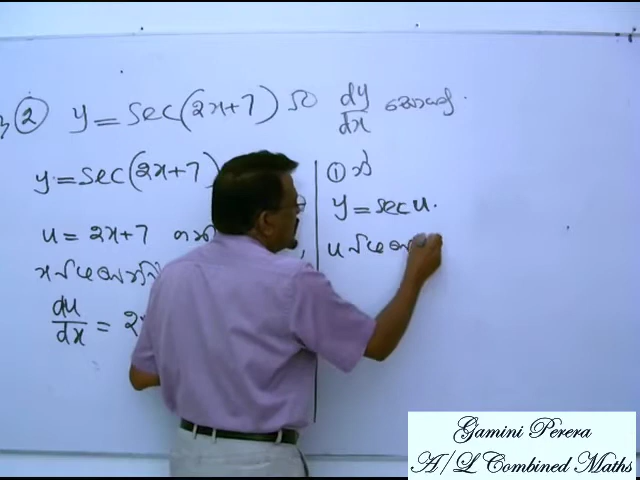 ② y = sec(2x+7) නම් dy/dx සොයන්න.
y = sec(2x+7)
u = 2x+7
du/dx = 2
① න්
y = sec u.
u
Gamini Perera
A/L Combined Maths